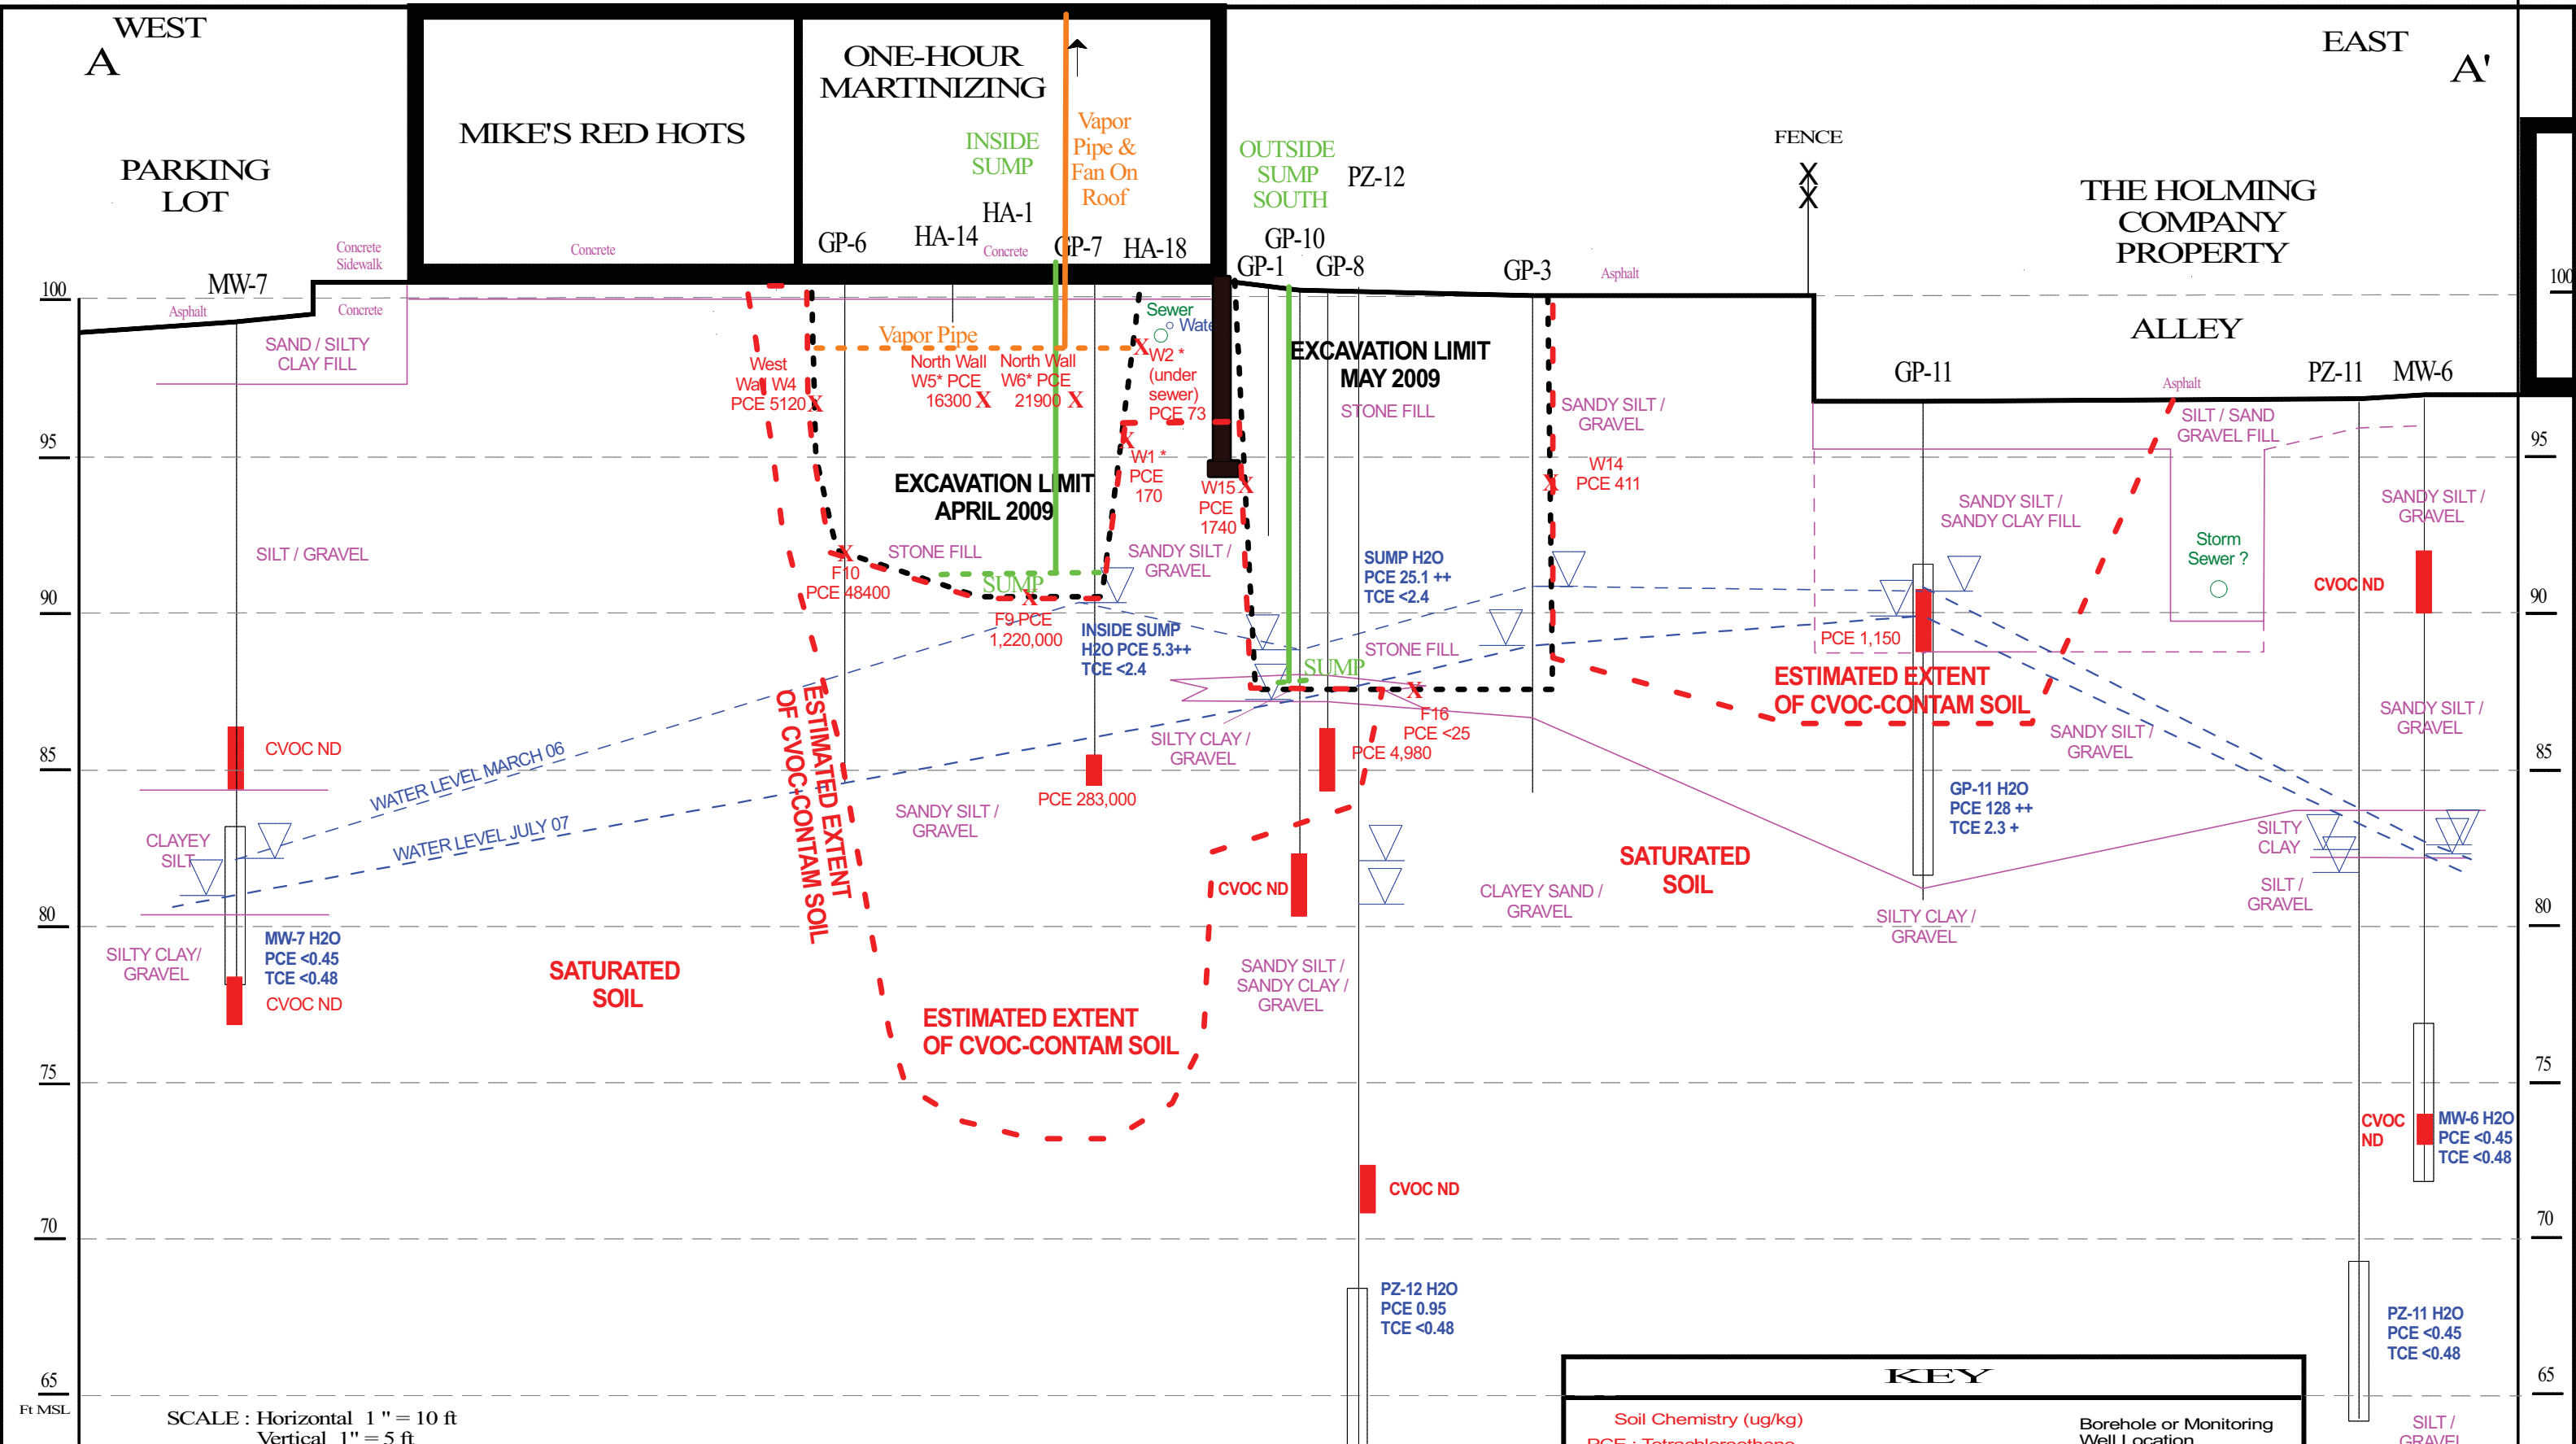 WEST
A
EAST
A'
PARKING
LOT
MIKE'S RED HOTS
ONE-HOUR
MARTINIZING
INSIDE
SUMP
Vapor
Pipe &
Fan On
Roof
OUTSIDE
SUMP
SOUTH
PZ-12
FENCE
X
X
THE HOLMING
COMPANY
PROPERTY
ALLEY
MW-7
Concrete
Sidewalk
Concrete
GP-6
HA-14
HA-1
Concrete
GP-7
HA-18
GP-10
GP-1
GP-8
GP-3
Asphalt
GP-11
Asphalt
PZ-11
MW-6
100
95
90
85
80
75
70
65
Ft MSL
100
95
90
85
80
75
70
65
Asphalt
Concrete
SAND / SILTY
CLAY FILL
SILT / GRAVEL
CVOC ND
CLAYEY
SILT
SILTY CLAY/
GRAVEL
MW-7 H2O
PCE <0.45
TCE <0.48
CVOC ND
WATER LEVEL MARCH 06
WATER LEVEL JULY 07
SATURATED
SOIL
Vapor Pipe
Sewer
West
Wall W4
PCE 5120 X
North Wall
W5* PCE
16300 X
North Wall
W6* PCE
21900 X
X
W2 *
(under
sewer)
PCE 73
X
W1 *
PCE
170
EXCAVATION LIMIT
APRIL 2009
STONE FILL
SANDY SILT /
GRAVEL
SUMP
X
F10
PCE 48400
X
F9 PCE
1,220,000
INSIDE SUMP
H2O PCE 5.3++
TCE <2.4
PCE 283,000
SANDY SILT /
GRAVEL
ESTIMATED EXTENT
OF CVOC-CONTAM SOIL
ESTIMATED EXTENT
OF CVOC-CONTAM SOIL
W15 X
PCE
1740
EXCAVATION LIMIT
MAY 2009
STONE FILL
SANDY SILT /
GRAVEL
X
W14
PCE 411
SUMP H2O
PCE 25.1 ++
TCE <2.4
STONE FILL
SUMP
X
F16
PCE <25
PCE 4,980
SILTY CLAY /
GRAVEL
CVOC ND
SANDY SILT /
SANDY CLAY /
GRAVEL
CLAYEY SAND /
GRAVEL
SATURATED
SOIL
CVOC ND
PZ-12 H2O
PCE 0.95
TCE <0.48
SANDY SILT /
SANDY CLAY FILL
SILT / SAND
GRAVEL FILL
Storm
Sewer ?
PCE 1,150
ESTIMATED EXTENT
OF CVOC-CONTAM SOIL
SANDY SILT /
GRAVEL
GP-11 H2O
PCE 128 ++
TCE 2.3 +
SILTY CLAY /
GRAVEL
SANDY SILT /
GRAVEL
CVOC ND
SANDY SILT /
GRAVEL
SILTY
CLAY
SILT /
GRAVEL
CVOC
ND
MW-6 H2O
PCE <0.45
TCE <0.48
PZ-11 H2O
PCE <0.45
TCE <0.48
SILT /
GRAVEL
SCALE : Horizontal 1 " = 10 ft
Vertical 1" = 5 ft
KEY
Soil Chemistry (ug/kg)
PCE : Tetrachloroethene
Borehole or Monitoring
Well Location